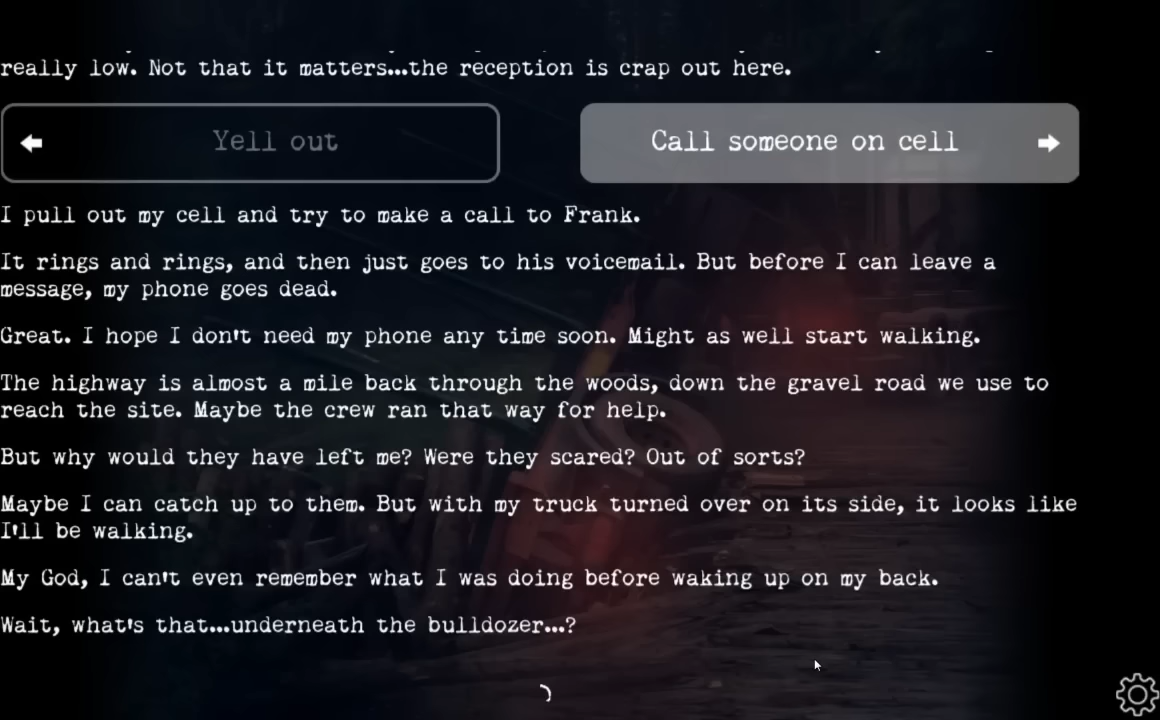 really low. Not that it matters...the reception is crap out here.
Yell out
Call someone on cell
I pull out my cell and try to make a call to Frank.
It rings and rings, and then just goes to his voicemail. But before I can leave a
message, my phone goes dead.
Great. I hope I don't need my phone any time soon. Might as well start walking.
The highway is almost a mile back through the woods, down the gravel road we use to
reach the site. Maybe the crew ran that way for help.
But why would they have left me? Were they scared? Out of sorts?
Maybe I can catch up to them. But with my truck turned over on its side, it looks like
I'll be walking.
My God, I can't even remember what I was doing before waking up on my back.
Wait, what's that...underneath the bulldozer...?